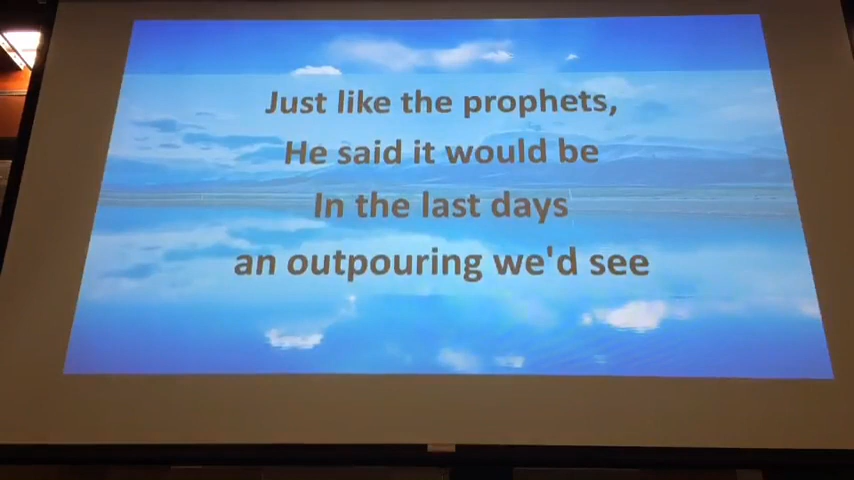 Just like the prophets,
He said it would be
In the last days
an outpouring we'd see